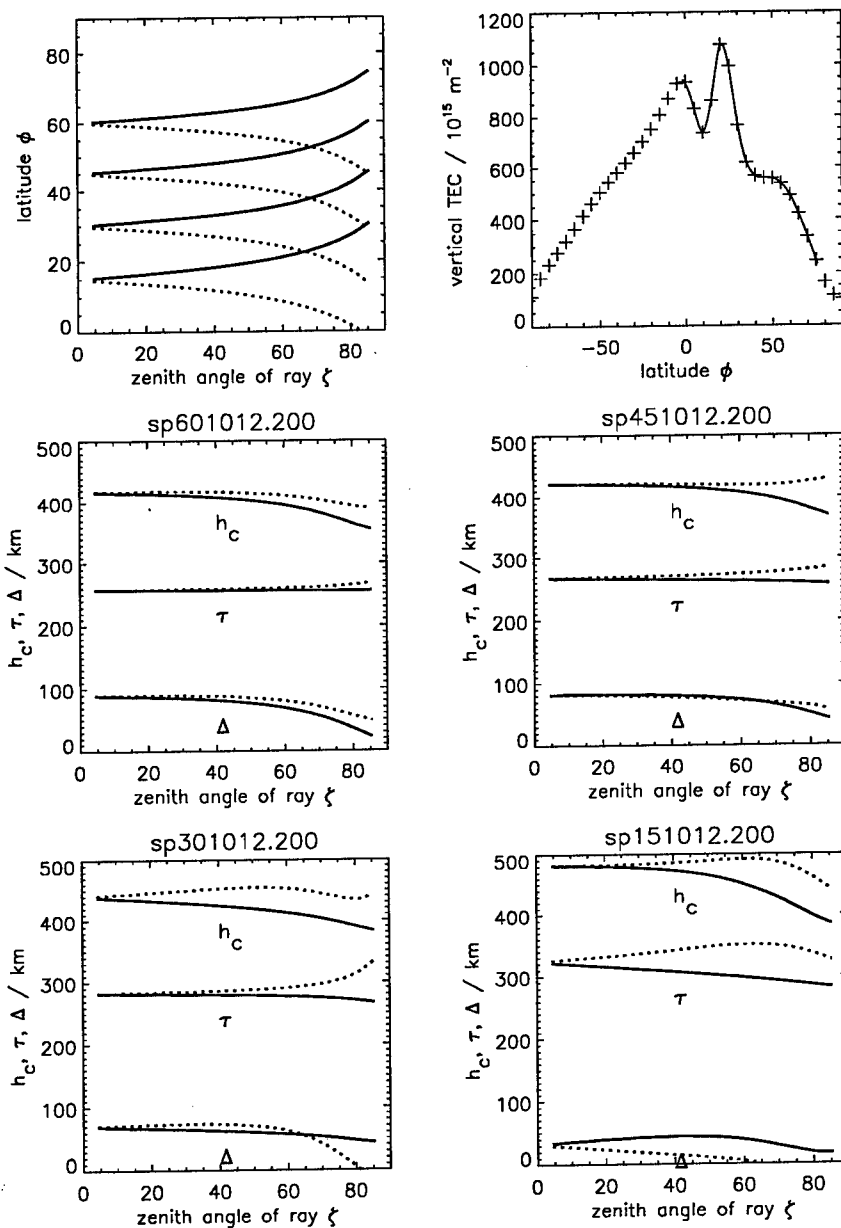 80
60
40
20
0
latitude ϕ
0 20 40 60 80
zenith angle of ray ζ
1200
1000
800
600
400
200
0
vertical TEC / 10¹⁵ m⁻²
−50 0 50
latitude ϕ
sp601012.200
500
400
300
200
100
0
h_c, τ, Δ / km
h_c
τ
Δ
0 20 40 60 80
zenith angle of ray ζ
sp451012.200
500
400
300
200
100
0
h_c, τ, Δ / km
h_c
τ
Δ
0 20 40 60 80
zenith angle of ray ζ
sp301012.200
500
400
300
200
100
0
h_c, τ, Δ / km
h_c
τ
Δ
0 20 40 60 80
zenith angle of ray ζ
sp151012.200
500
400
300
200
100
0
h_c, τ, Δ / km
h_c
τ
Δ
0 20 40 60 80
zenith angle of ray ζ